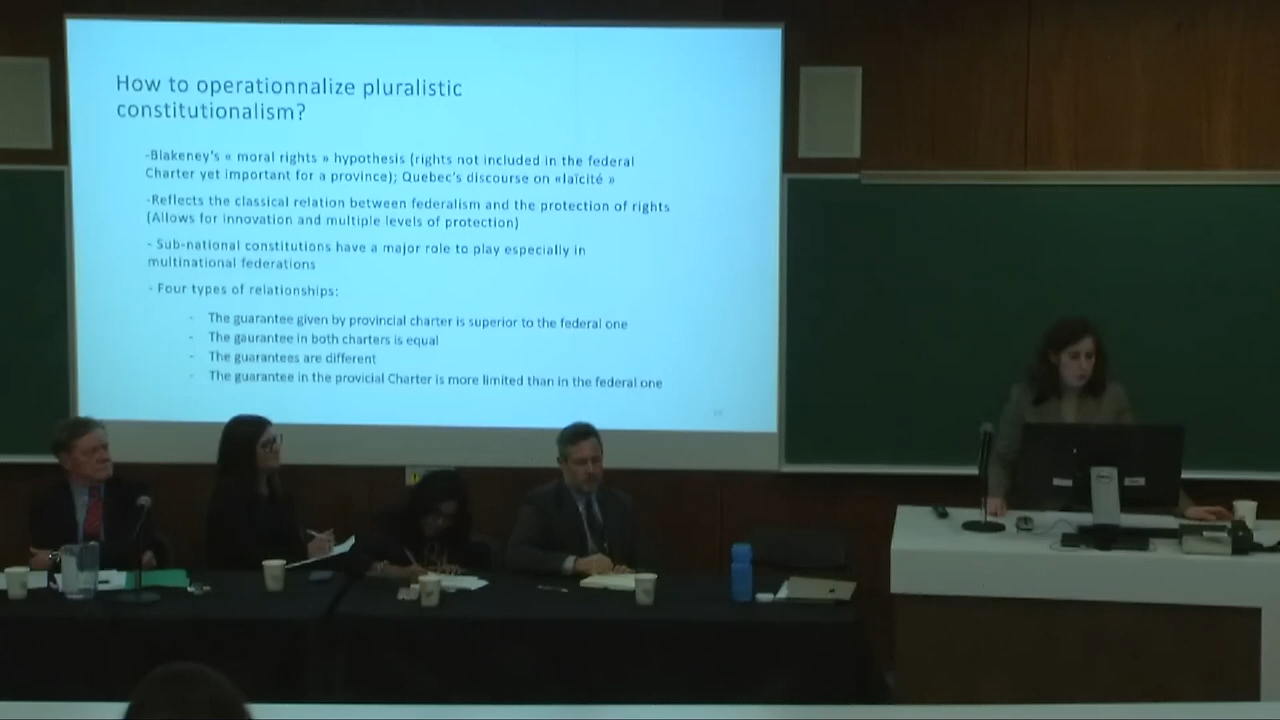 How to operationnalize pluralistic
constitutionalism?
-Blakeney's « moral rights » hypothesis (rights not included in the federal
Charter yet important for a province); Quebec's discourse on «laïcité »
-Reflects the classical relation between federalism and the protection of rights
(Allows for innovation and multiple levels of protection)
- Sub-national constitutions have a major role to play especially in
multinational federations
- Four types of relationships:
- The guarantee given by provincial charter is superior to the federal one
- The gaurantee in both charters is equal
- The guarantees are different
- The guarantee in the provicial Charter is more limited than in the federal one